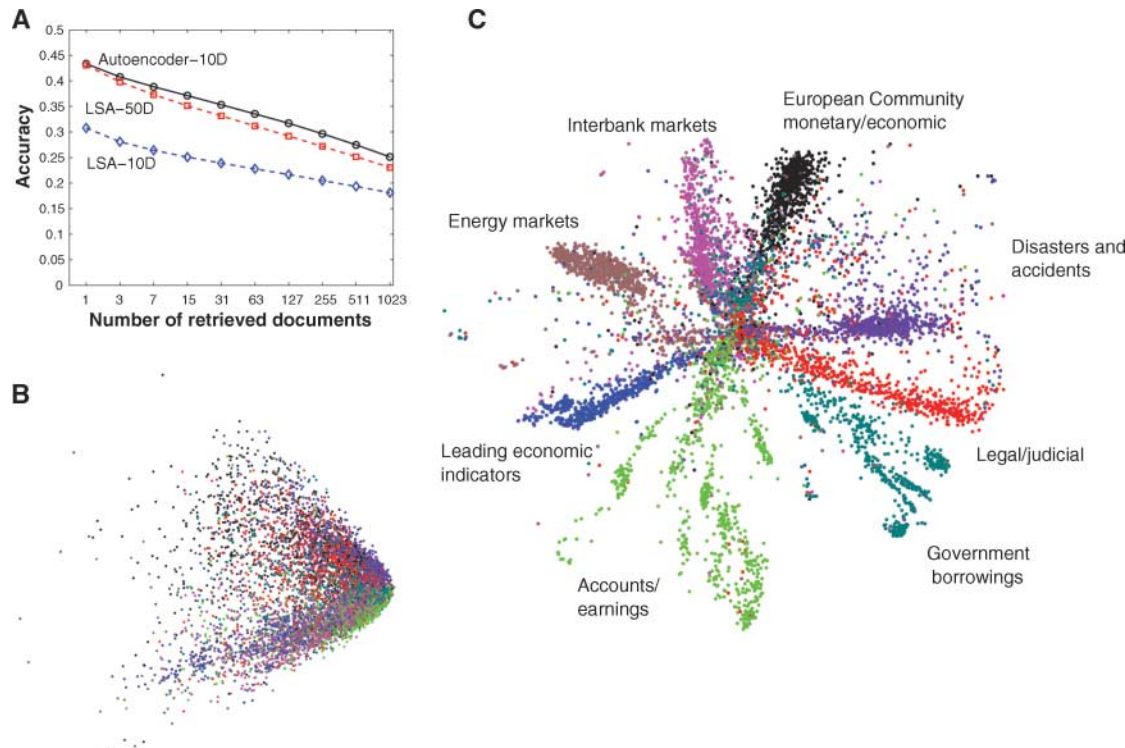 A
0.5
0.45
0.4
0.35
0.3
0.25
0.2
0.15
0.1
0.05
0
Accuracy
Autoencoder-10D
LSA-50D
LSA-10D
1 3 7 15 31 63 127 255 511 1023
Number of retrieved documents
B
C
European Community
monetary/economic
Interbank markets
Energy markets
Disasters and
accidents
Leading economic
indicators
Legal/judicial
Government
borrowings
Accounts/
earnings